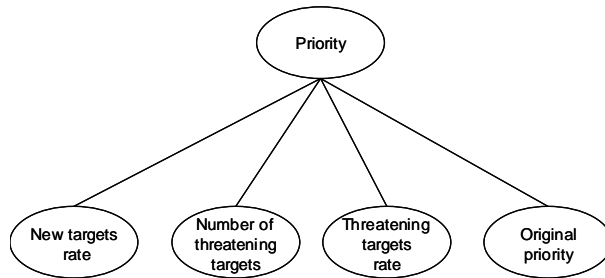 Priority
New targets
rate
Number of
threatening
targets
Threatening
targets
rate
Original
priority